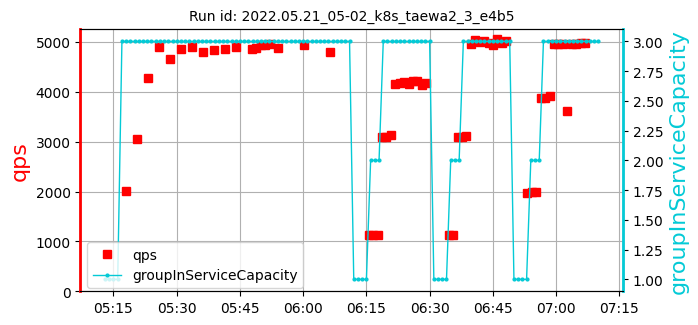 Run id: 2022.05.21_05-02_k8s_taewa2_3_e4b5
qps
5000
4000
3000
2000
1000
0
3.00
2.75
2.50
2.25
2.00
1.75
1.50
1.25
1.00
groupInServiceCapacity
qps
groupInServiceCapacity
05:15 05:30 05:45 06:00 06:15 06:30 06:45 07:00 07:15